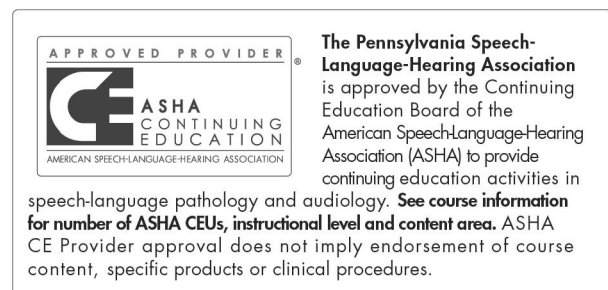 APPROVED PROVIDER
®
CE
ASHA
CONTINUING
EDUCATION
AMERICAN SPEECH-LANGUAGE-HEARING ASSOCIATION
The Pennsylvania Speech-
Language-Hearing Association
is approved by the Continuing
Education Board of the
American Speech-Language-Hearing
Association (ASHA) to provide
continuing education activities in
speech-language pathology and audiology. See course information
for number of ASHA CEUs, instructional level and content area. ASHA
CE Provider approval does not imply endorsement of course
content, specific products or clinical procedures.